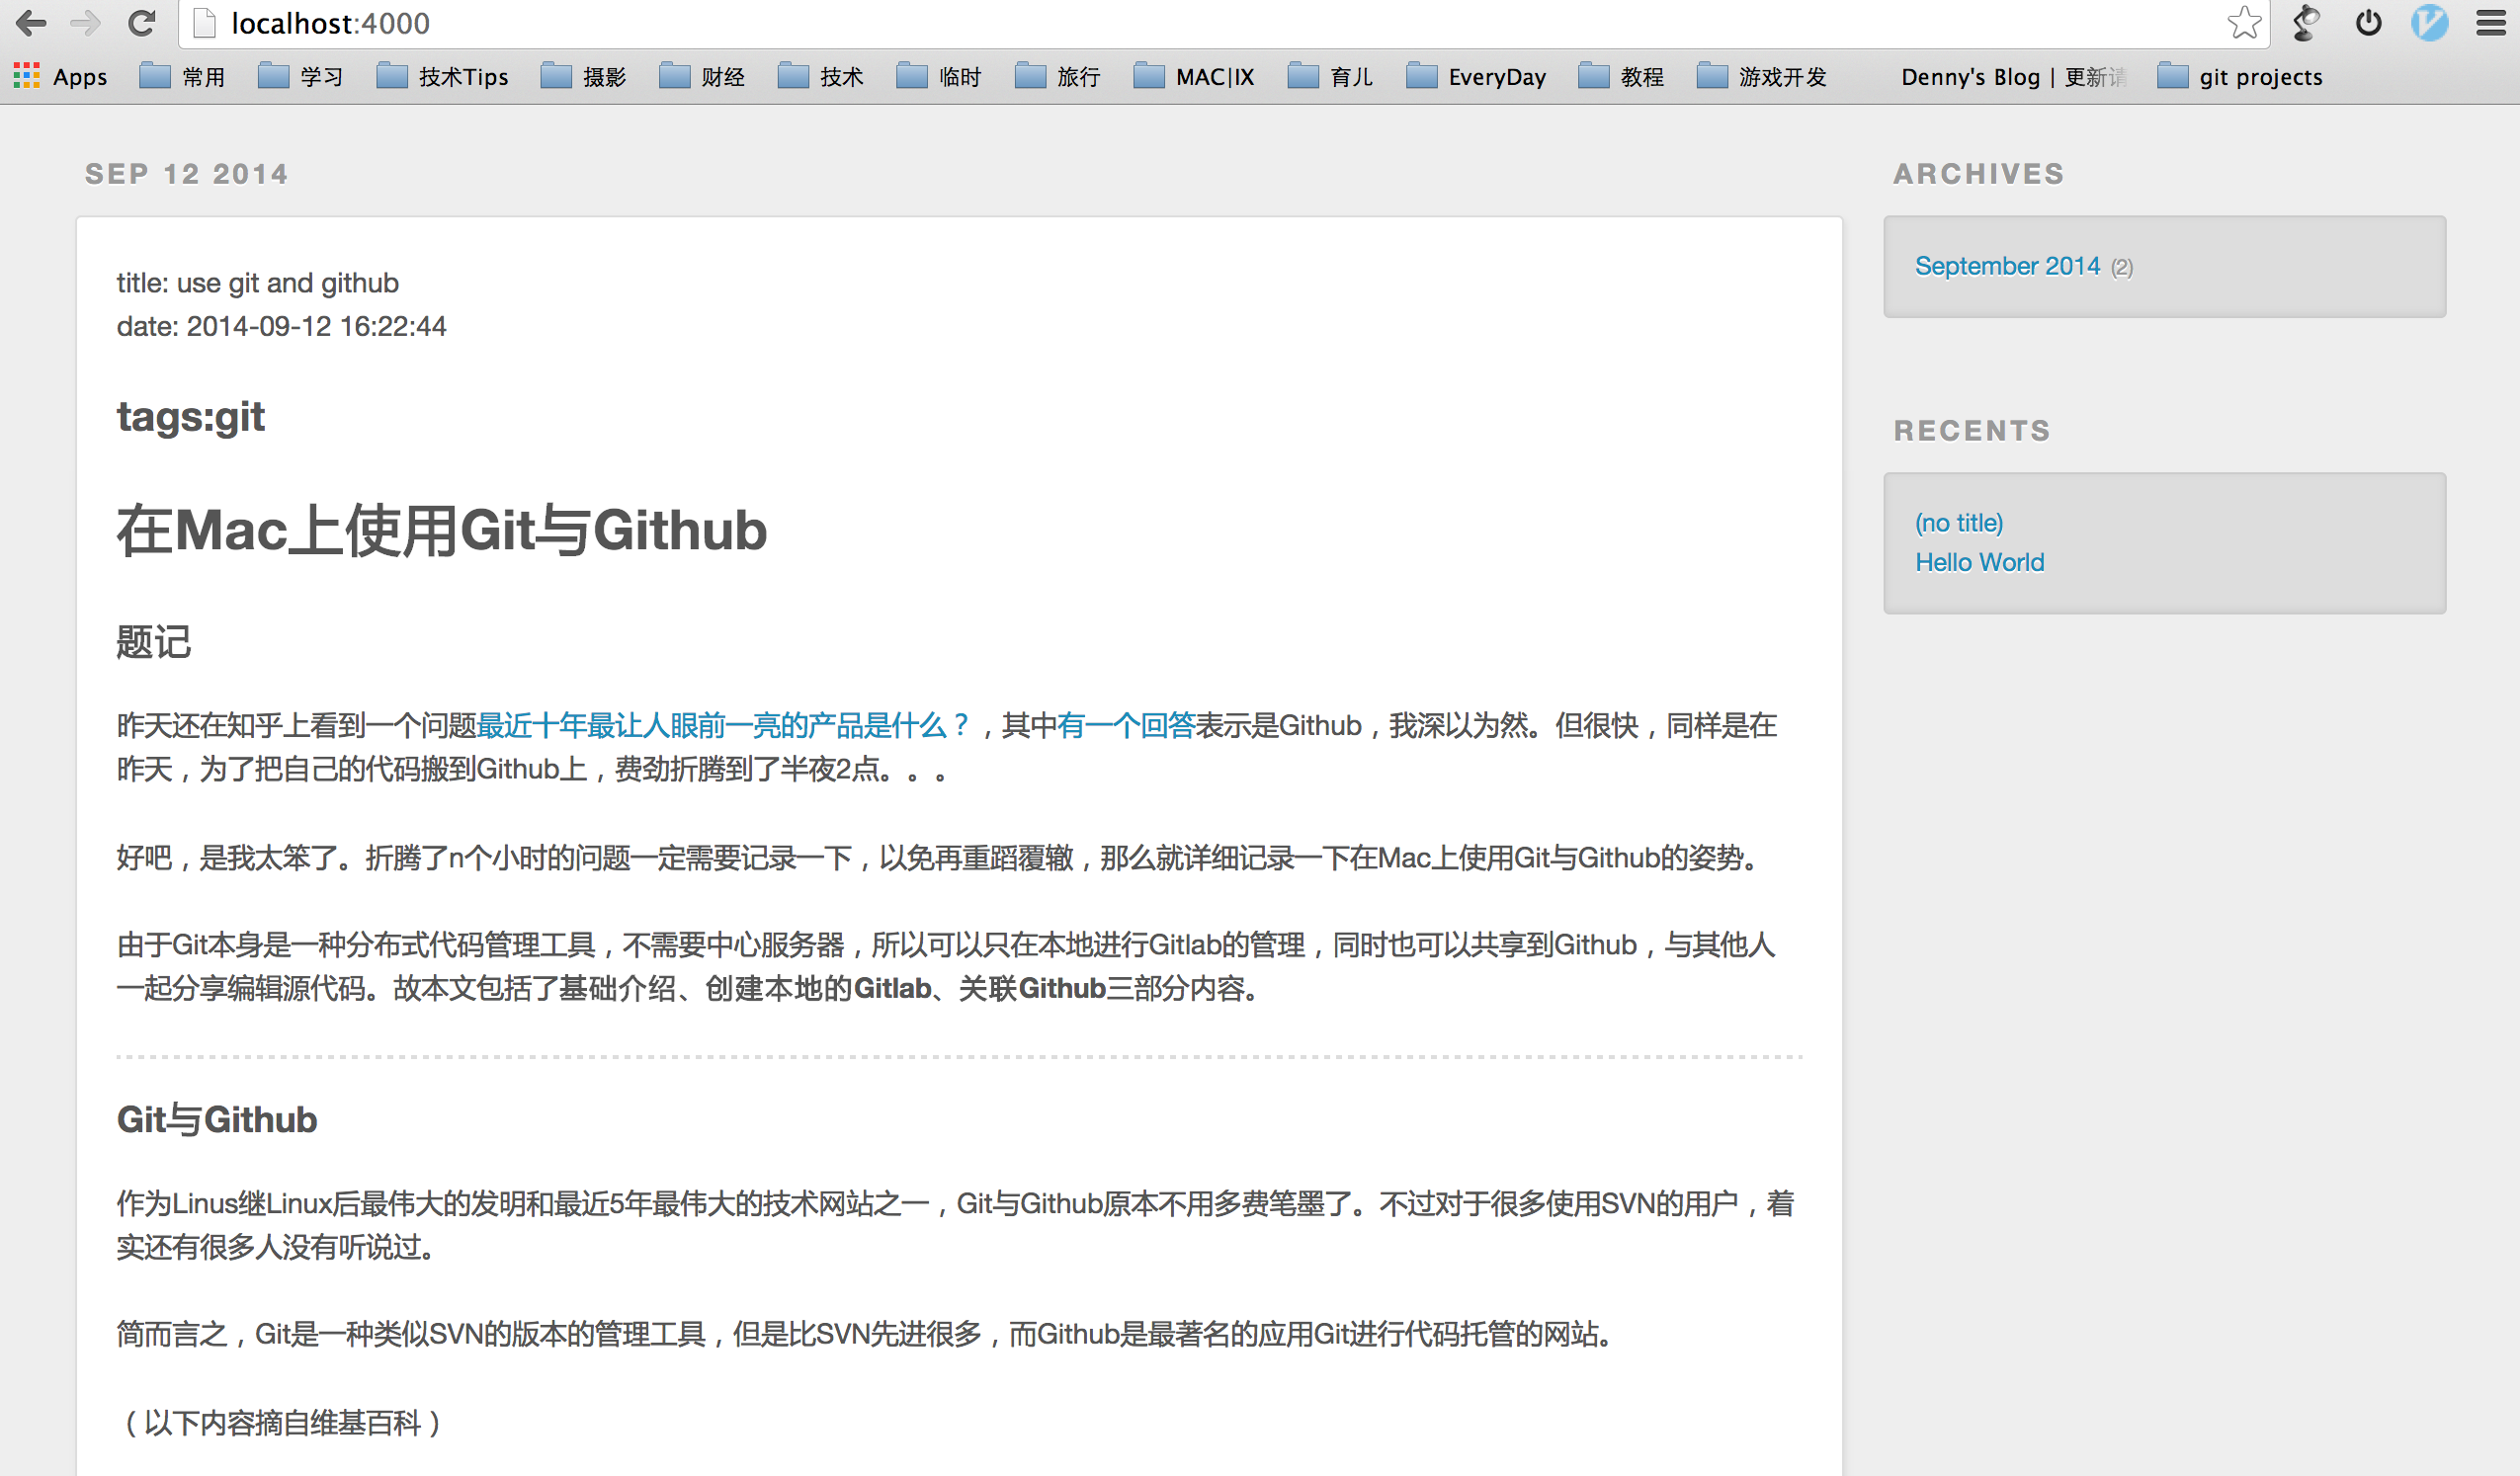 localhost:4000
Apps 常用 学习 技术Tips 摄影 财经 技术 临时 旅行 MAC|IX 育儿 EveryDay 教程 游戏开发 Denny's Blog | 更新请 git projects
SEP 12 2014
title: use git and github
date: 2014-09-12 16:22:44
tags:git
在Mac上使用Git与Github
题记
昨天还在知乎上看到一个问题最近十年最让人眼前一亮的产品是什么？，其中有一个回答表示是Github，我深以为然。但很快，同样是在
昨天，为了把自己的代码搬到Github上，费劲折腾到了半夜2点。。。
好吧，是我太笨了。折腾了n个小时的问题一定需要记录一下，以免再重蹈覆辙，那么就详细记录一下在Mac上使用Git与Github的姿势。
由于Git本身是一种分布式代码管理工具，不需要中心服务器，所以可以只在本地进行Gitlab的管理，同时也可以共享到Github，与其他人
一起分享编辑源代码。故本文包括了基础介绍、创建本地的Gitlab、关联Github三部分内容。
Git与Github
作为Linus继Linux后最伟大的发明和最近5年最伟大的技术网站之一，Git与Github原本不用多费笔墨了。不过对于很多使用SVN的用户，着
实还有很多人没有听说过。
简而言之，Git是一种类似SVN的版本的管理工具，但是比SVN先进很多，而Github是最著名的应用Git进行代码托管的网站。
（以下内容摘自维基百科）
ARCHIVES
September 2014 (2)
RECENTS
(no title)
Hello World